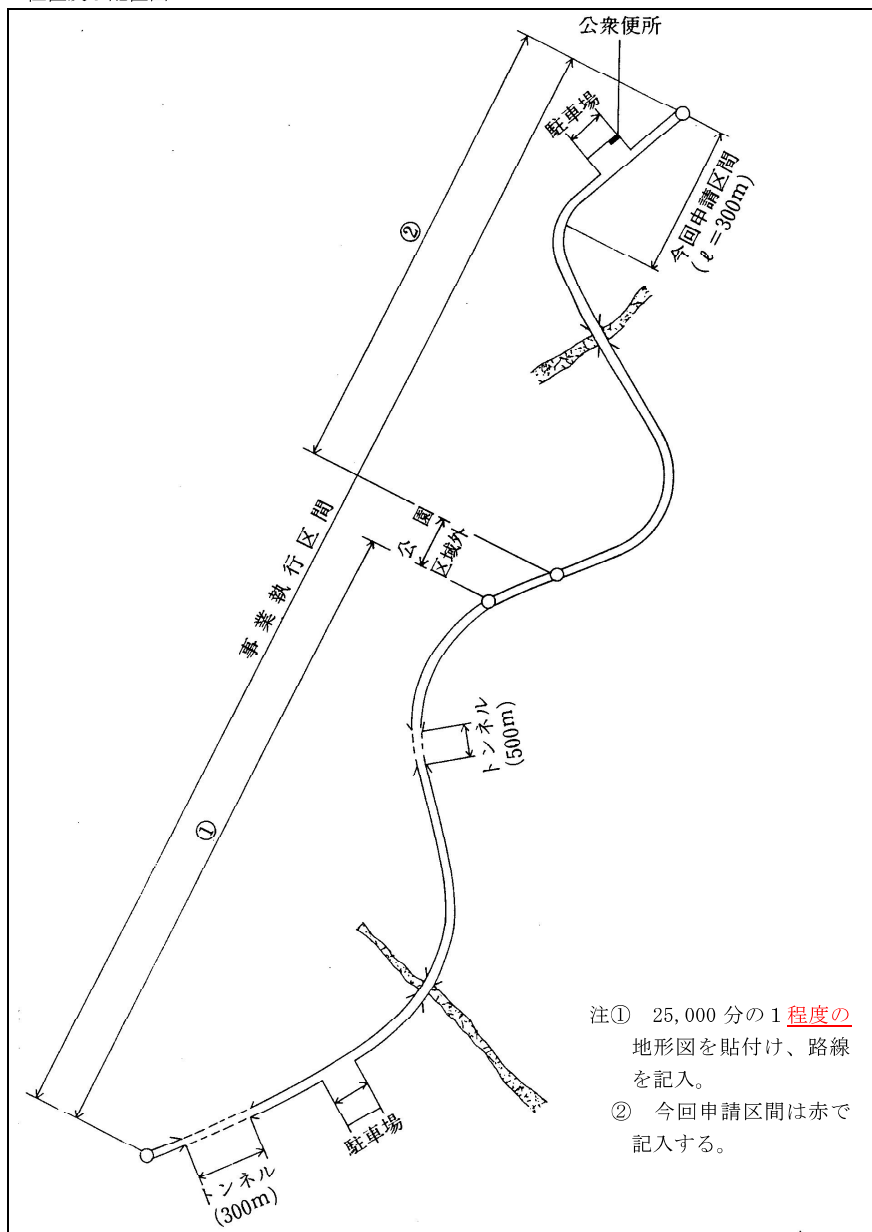 公衆便所
駐車場
今回申請区間
(ℓ=300m)
②
事業執行区間
公園
区域外
トンネル
(500m)
①
駐車場
トンネル
(300m)
注① 25,000 分の 1 程度の
地形図を貼付け、路線
を記入。
② 今回申請区間は赤で
記入する。